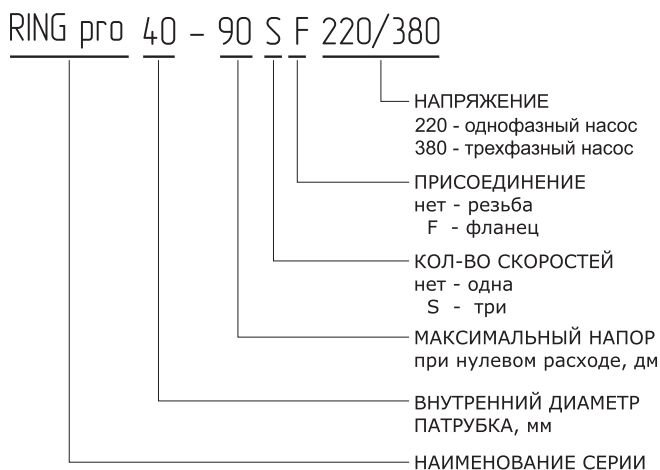 RING pro 40 - 90 S F 220/380
НАПРЯЖЕНИЕ
220 - однофазный насос
380 - трехфазный насос
ПРИСОЕДИНЕНИЕ
нет - резьба
F - фланец
КОЛ-ВО СКОРОСТЕЙ
нет - одна
S - три
МАКСИМАЛЬНЫЙ НАПОР
при нулевом расходе, дм
ВНУТРЕННИЙ ДИАМЕТР
ПАТРУБКА, мм
НАИМЕНОВАНИЕ СЕРИИ